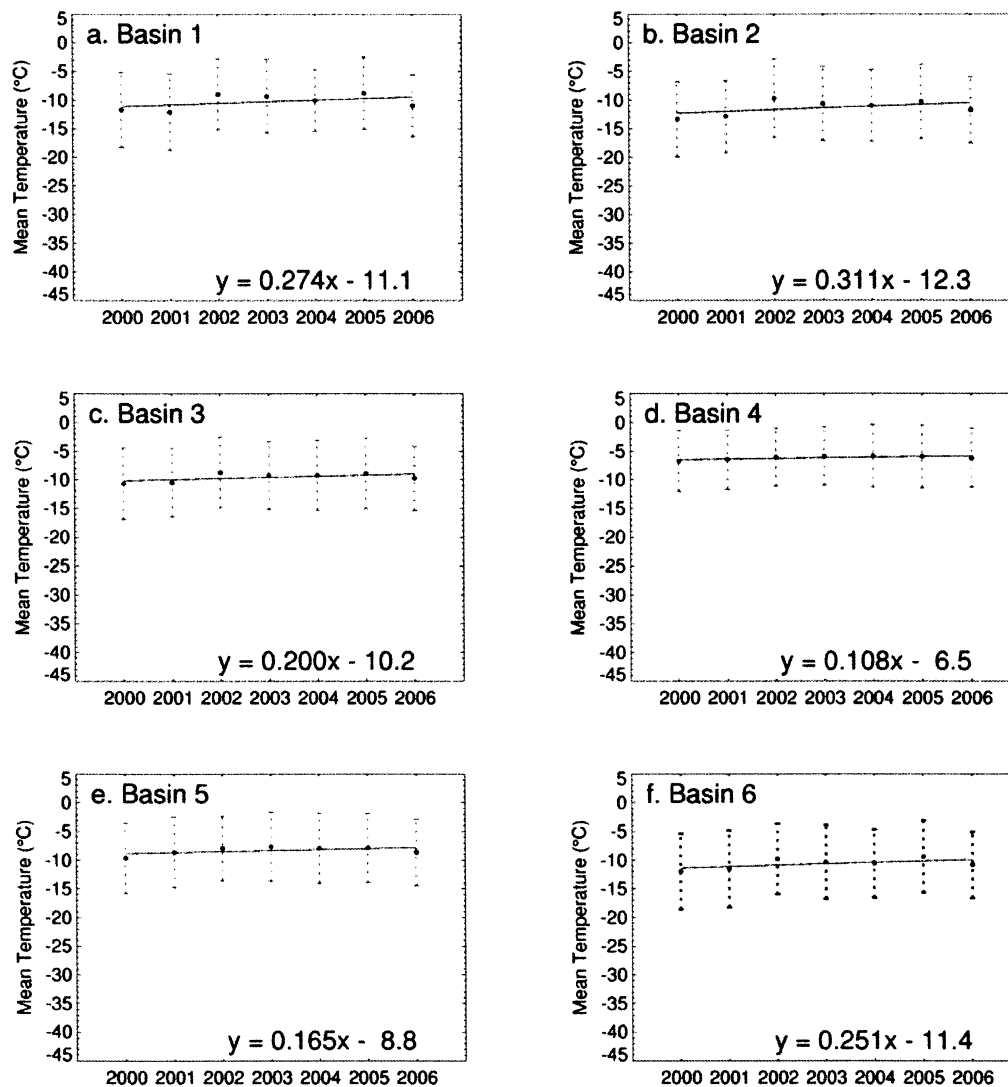 a. Basin 1
Mean Temperature (°C)
5
0
-5
-10
-15
-20
-25
-30
-35
-40
-45
y = 0.274x - 11.1
2000 2001 2002 2003 2004 2005 2006
b. Basin 2
Mean Temperature (°C)
5
0
-5
-10
-15
-20
-25
-30
-35
-40
-45
y = 0.311x - 12.3
2000 2001 2002 2003 2004 2005 2006
c. Basin 3
Mean Temperature (°C)
5
0
-5
-10
-15
-20
-25
-30
-35
-40
-45
y = 0.200x - 10.2
2000 2001 2002 2003 2004 2005 2006
d. Basin 4
Mean Temperature (°C)
5
0
-5
-10
-15
-20
-25
-30
-35
-40
-45
y = 0.108x - 6.5
2000 2001 2002 2003 2004 2005 2006
e. Basin 5
Mean Temperature (°C)
5
0
-5
-10
-15
-20
-25
-30
-35
-40
-45
y = 0.165x - 8.8
2000 2001 2002 2003 2004 2005 2006
f. Basin 6
Mean Temperature (°C)
5
0
-5
-10
-15
-20
-25
-30
-35
-40
-45
y = 0.251x - 11.4
2000 2001 2002 2003 2004 2005 2006